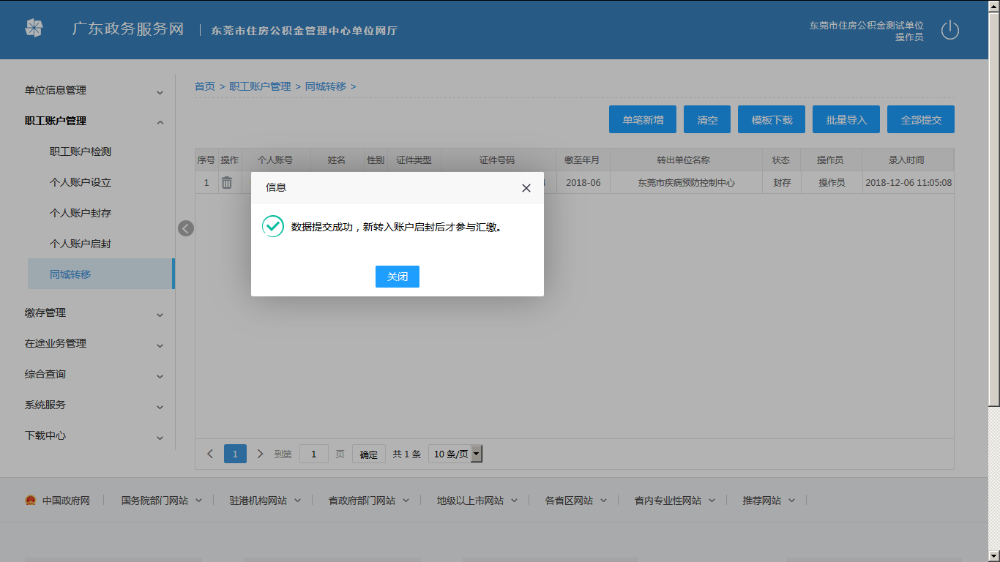 广东政务服务网
东莞市住房公积金管理中心单位网厅
东莞市住房公积金测试单位
操作员
单位信息管理
职工账户管理
职工账户检测
个人账户设立
个人账户封存
个人账户启封
同城转移
缴存管理
在途业务管理
综合查询
系统服务
下载中心
首页 > 职工账户管理 > 同城转移 >
单笔新增 清空 模板下载 批量导入 全部提交
序号 操作 个人账号 姓名 性别 证件类型 证件号码 缴至年月 转出单位名称 状态 操作员 录入时间
1 2018-06 东莞市疾病预防控制中心 封存 操作员 2018-12-06 11:05:08
信息
数据提交成功，新转入账户启封后才参与汇缴。
关闭
1 到第 1 页 确定 共 1 条 10 条/页
中国政府网 国务院部门网站 驻港机构网站 省政府部门网站 地级以上市网站 各省区网站 省内专业性网站 推荐网站